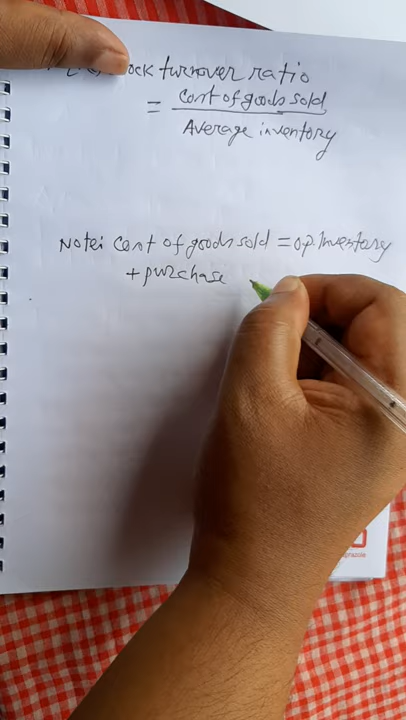 ock turnover ratio
= Cost of goods sold
Average inventory
Note: Cost of goods sold = op. Inventory
+ purchase